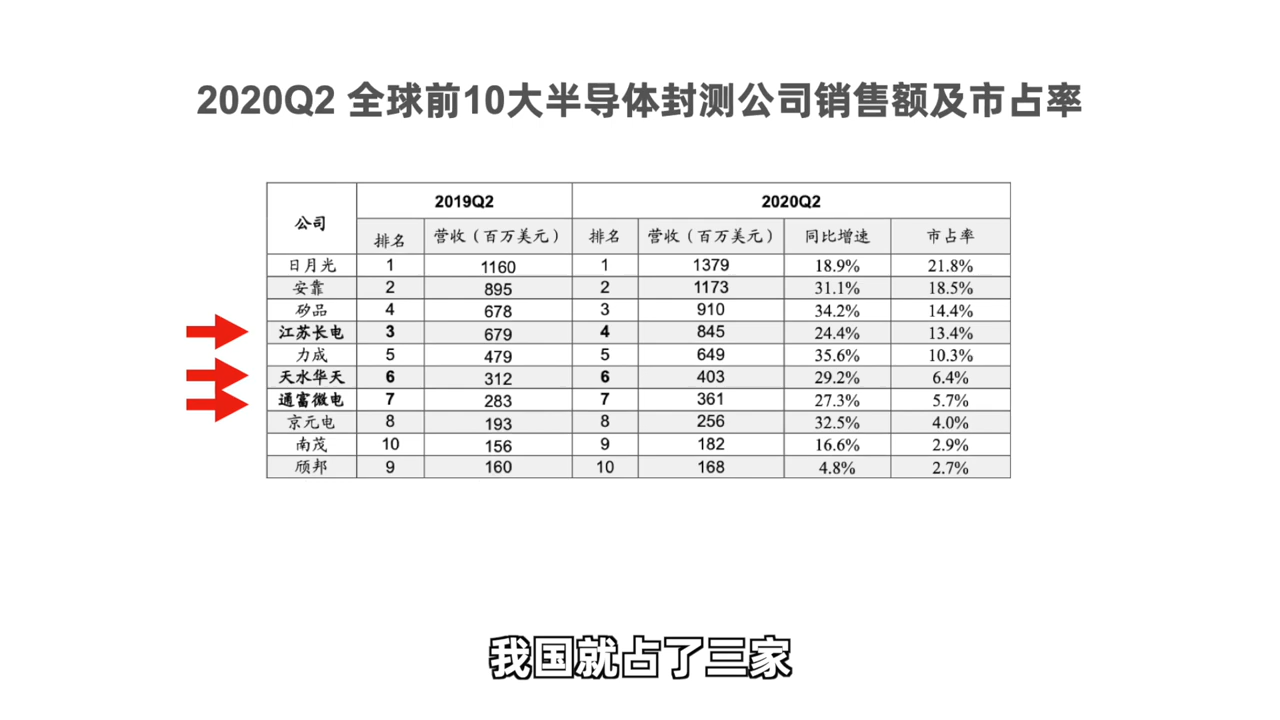 2020Q2 全球前10大半导体封测公司销售额及市占率
公司 2019Q2 2020Q2
排名 营收（百万美元） 排名 营收（百万美元） 同比增速 市占率
日月光 1 1160 1 1379 18.9% 21.8%
安靠 2 895 2 1173 31.1% 18.5%
矽品 4 678 3 910 34.2% 14.4%
江苏长电 3 679 4 845 24.4% 13.4%
力成 5 479 5 649 35.6% 10.3%
天水华天 6 312 6 403 29.2% 6.4%
通富微电 7 283 7 361 27.3% 5.7%
京元电 8 193 8 256 32.5% 4.0%
南茂 10 156 9 182 16.6% 2.9%
颀邦 9 160 10 168 4.8% 2.7%
我国就占了三家